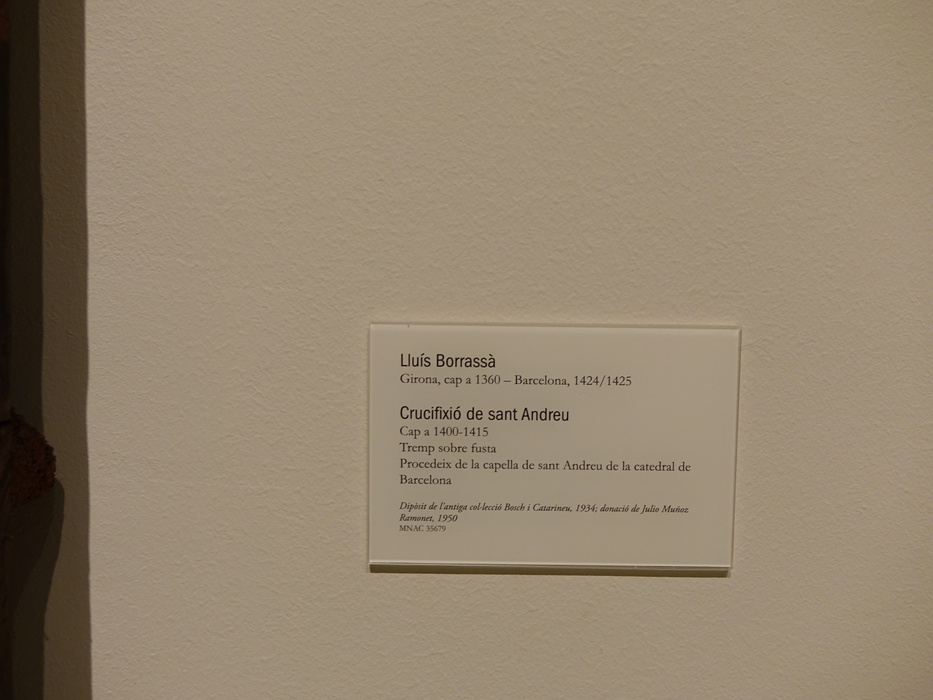 Lluís Borrassà
Girona, cap a 1360 – Barcelona, 1424/1425
Crucifixió de sant Andreu
Cap a 1400-1415
Tremp sobre fusta
Procedeix de la capella de sant Andreu de la catedral de
Barcelona
Dipòsit de l'antiga col·lecció Bosch i Catarineu, 1934; donació de Julio Muñoz
Ramonet, 1950
MNAC 35679